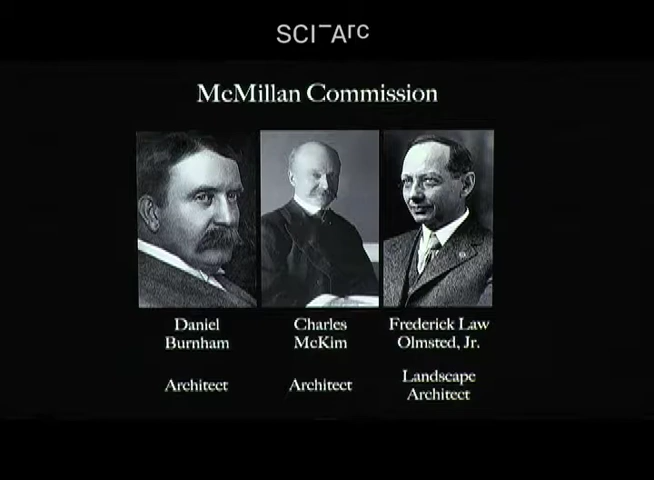 SCI-Arc
McMillan Commission
Daniel
Burnham
Charles
McKim
Frederick Law
Olmsted, Jr.
Architect
Architect
Landscape
Architect